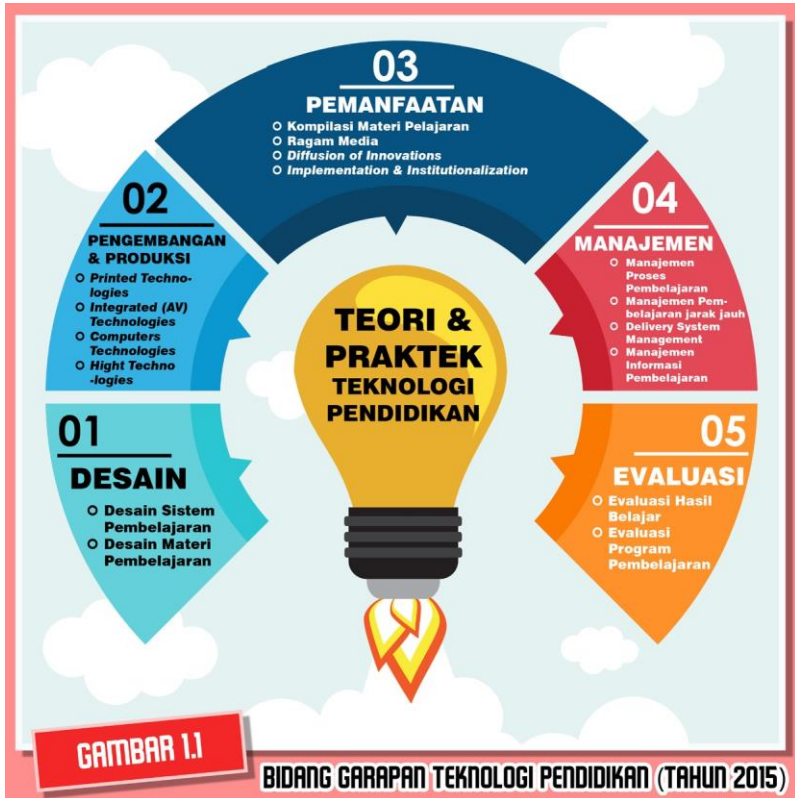 01
DESAIN
O Desain Sistem
Pembelajaran
O Desain Materi
Pembelajaran
02
PENGEMBANGAN
& PRODUKSI
O Printed Techno-
logies
O Integrated (AV)
Technologies
O Computers
Technologies
O Hight Techno
-logies
03
PEMANFAATAN
O Kompilasi Materi Pelajaran
O Ragam Media
O Diffusion of Innovations
O Implementation & Institutionalization
04
MANAJEMEN
O Manajemen
Proses
Pembelajaran
O Manajemen Pem-
belajaran jarak jauh
O Delivery System
Management
O Manajemen
Informasi
Pembelajaran
05
EVALUASI
O Evaluasi Hasil
Belajar
O Evaluasi
Program
Pembelajaran
TEORI &
PRAKTEK
TEKNOLOGI
PENDIDIKAN
GAMBAR 1.1
BIDANG GARAPAN TEKNOLOGI PENDIDIKAN (TAHUN 2015)